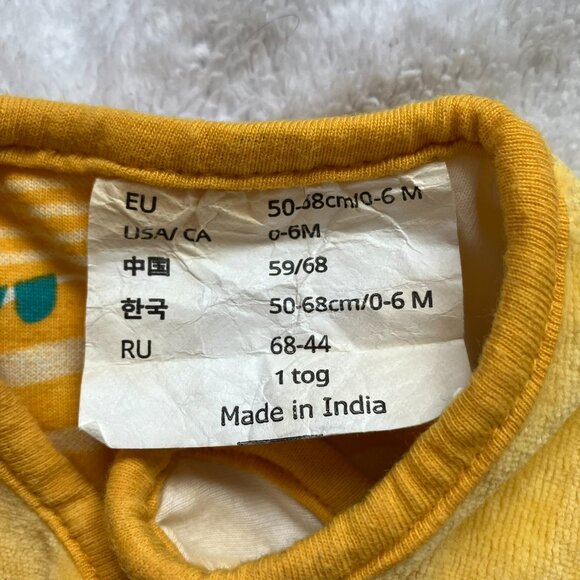 EU 50-68cm/0-6 M
USA/ CA 0-6M
中国 59/68
한국 50-68cm/0-6 M
RU 68-44
1 tog
Made in India